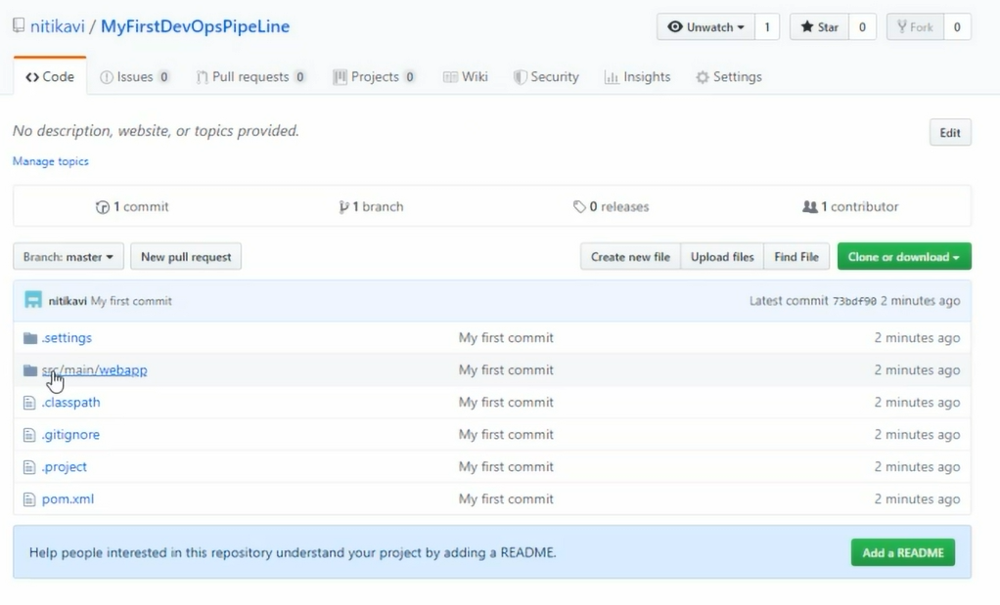 nitikavi / MyFirstDevOpsPipeLine
Unwatch 1 Star 0 Fork 0
Code Issues 0 Pull requests 0 Projects 0 Wiki Security Insights Settings
No description, website, or topics provided. Edit
Manage topics
1 commit 1 branch 0 releases 1 contributor
Branch: master New pull request Create new file Upload files Find File Clone or download
nitikavi My first commit Latest commit 73bdf90 2 minutes ago
.settings My first commit 2 minutes ago
src/main/webapp My first commit 2 minutes ago
.classpath My first commit 2 minutes ago
.gitignore My first commit 2 minutes ago
.project My first commit 2 minutes ago
pom.xml My first commit 2 minutes ago
Help people interested in this repository understand your project by adding a README. Add a README